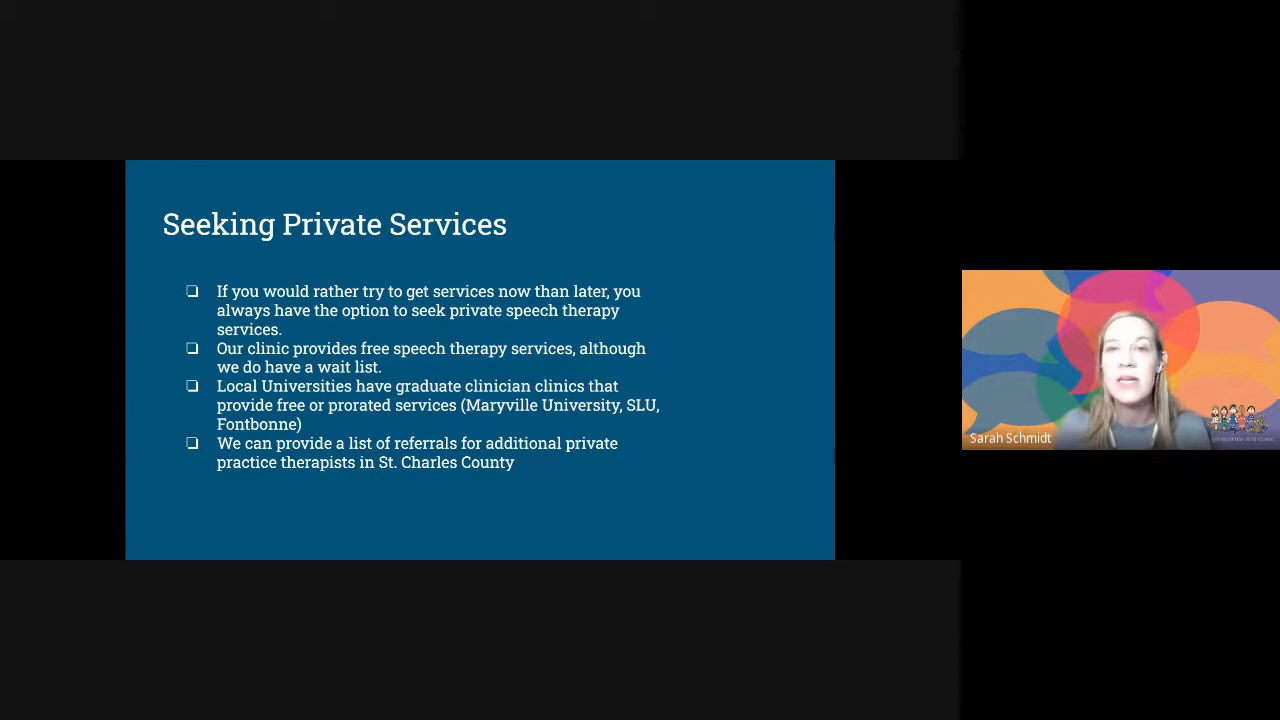 Seeking Private Services
❏ If you would rather try to get services now than later, you
always have the option to seek private speech therapy
services.
❏ Our clinic provides free speech therapy services, although
we do have a wait list.
❏ Local Universities have graduate clinician clinics that
provide free or prorated services (Maryville University, SLU,
Fontbonne)
❏ We can provide a list of referrals for additional private
practice therapists in St. Charles County
Sarah Schmidt